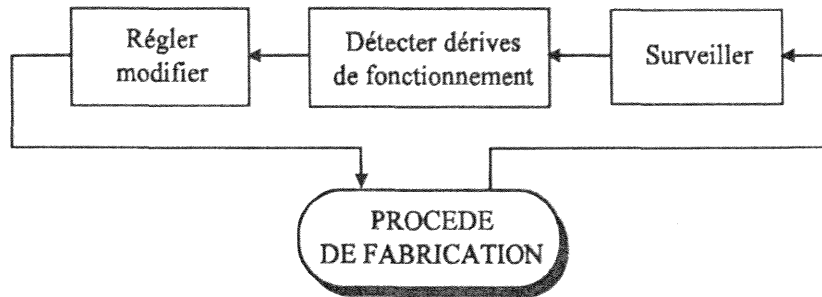 Régler
modifier
Détecter dérives
de fonctionnement
Surveiller
PROCEDE
DE FABRICATION